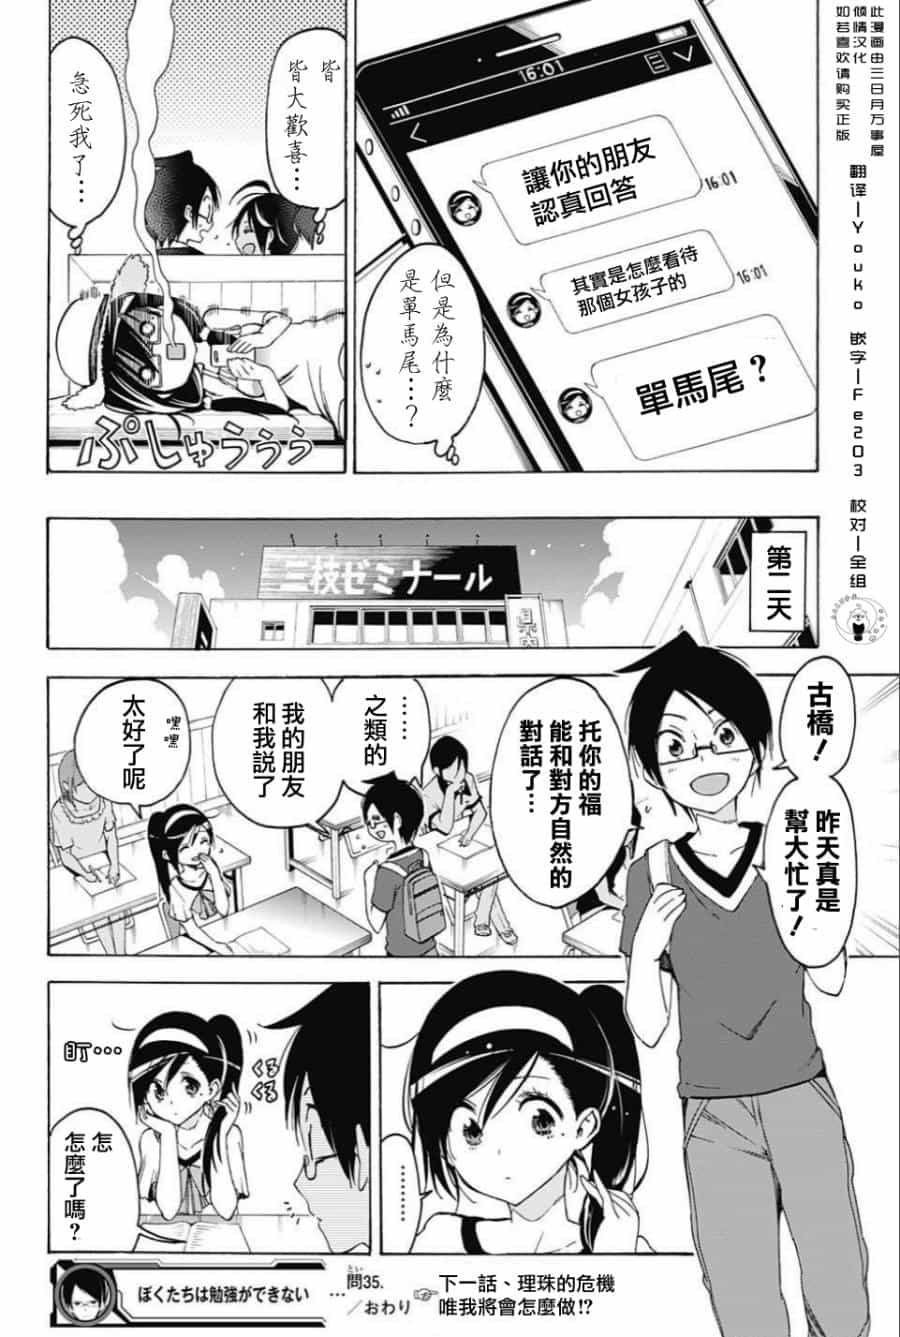 此漫画由三日月万事屋
倾情汉化
如若喜欢请购买正版
翻译—Youko 嵌字—Fe203 校对—全组
16:01
讓你的朋友
認真回答
16:01
其實是怎麼看待
那個女孩子的
16:01
單馬尾？
但是為什麼
是單馬尾…？
皆
皆大歡喜…
急死我了…
ぷしゅううぅ
第二天
三枝ゼミナール
古橋！
昨天真是
幫大忙了！
托你的福
能和對方自然的
對話了…
……
之類的
我的朋友
和我説了
嘿嘿
太好了呢
………
くるくる
くるくる
盯…
怎
怎麼了嗎？
ぼくたちは勉強ができない
…
とい
問35.
／おわり
☞下一話、理珠的危機
唯我將會怎麼做!?